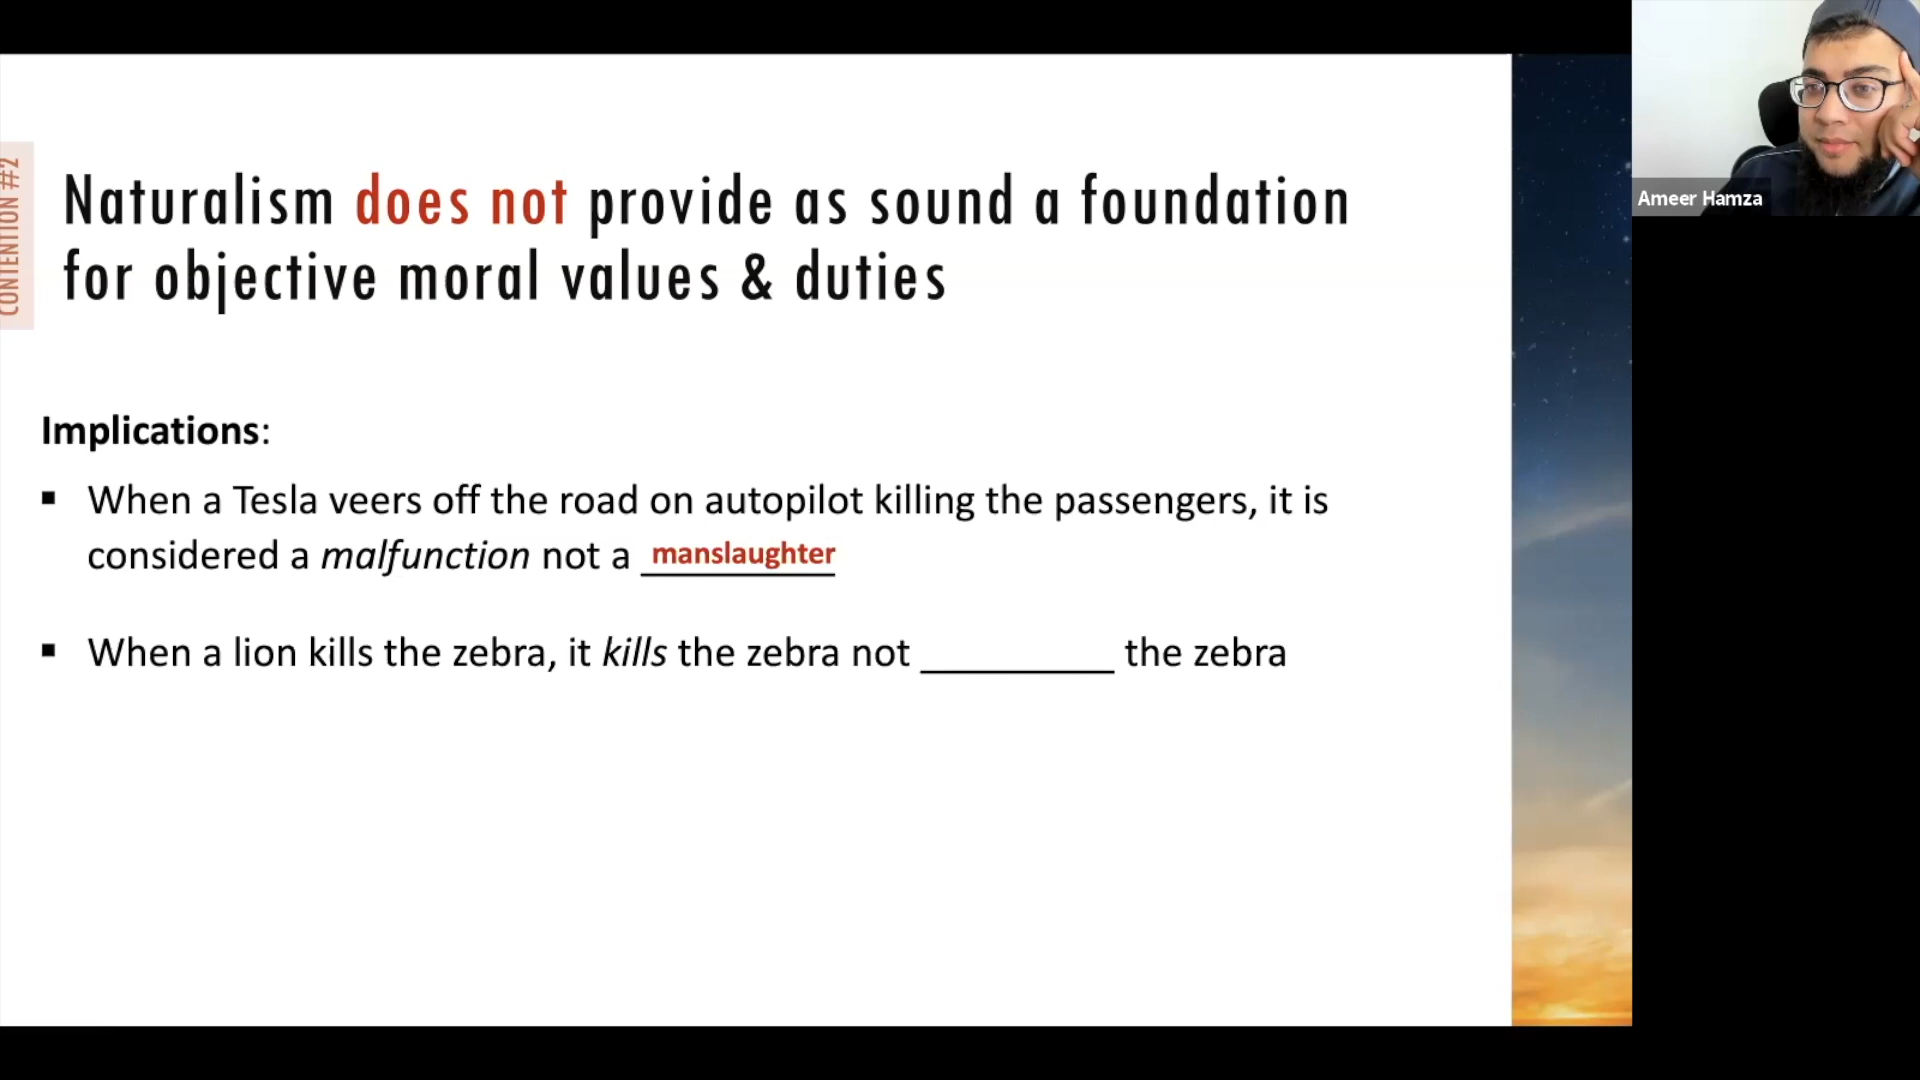 CONTENTION #2
Naturalism does not provide as sound a foundation
for objective moral values & duties
Implications:
▪ When a Tesla veers off the road on autopilot killing the passengers, it is
considered a malfunction not a manslaughter
▪ When a lion kills the zebra, it kills the zebra not __________ the zebra
Ameer Hamza